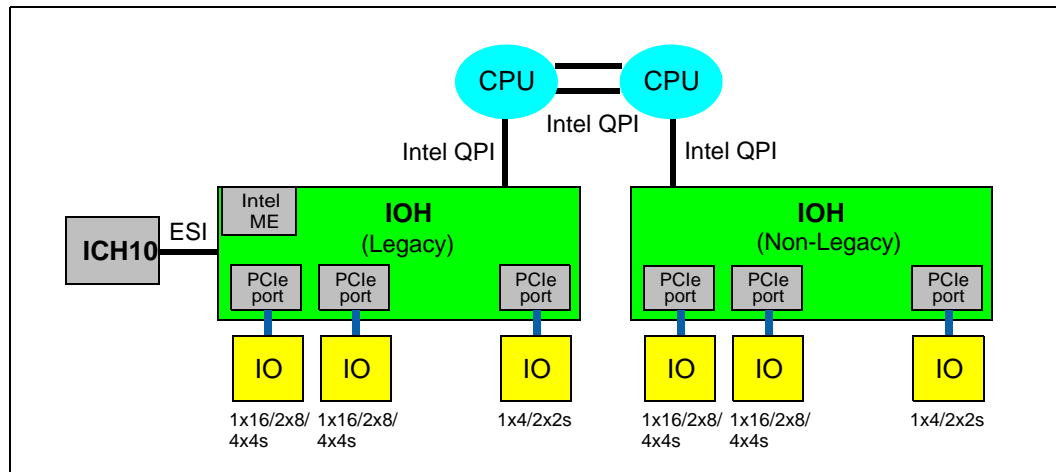 CPU
CPU
Intel QPI
Intel QPI
Intel QPI
Intel
ME
IOH
(Legacy)
IOH
(Non-Legacy)
ESI
ICH10
PCIe
port
PCIe
port
PCIe
port
PCIe
port
PCIe
port
PCIe
port
IO
IO
IO
IO
IO
IO
1x16/2x8/
4x4s
1x16/2x8/
4x4s
1x4/2x2s
1x16/2x8/
4x4s
1x16/2x8/
4x4s
1x4/2x2s